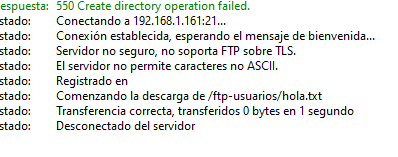 espuesta: 550 Create directory operation failed.
stado: Conectando a 192.168.1.161:21...
stado: Conexión establecida, esperando el mensaje de bienvenida...
stado: Servidor no seguro, no soporta FTP sobre TLS.
stado: El servidor no permite caracteres no ASCII.
stado: Registrado en
stado: Comenzando la descarga de /ftp-usuarios/hola.txt
stado: Transferencia correcta, transferidos 0 bytes en 1 segundo
stado: Desconectado del servidor